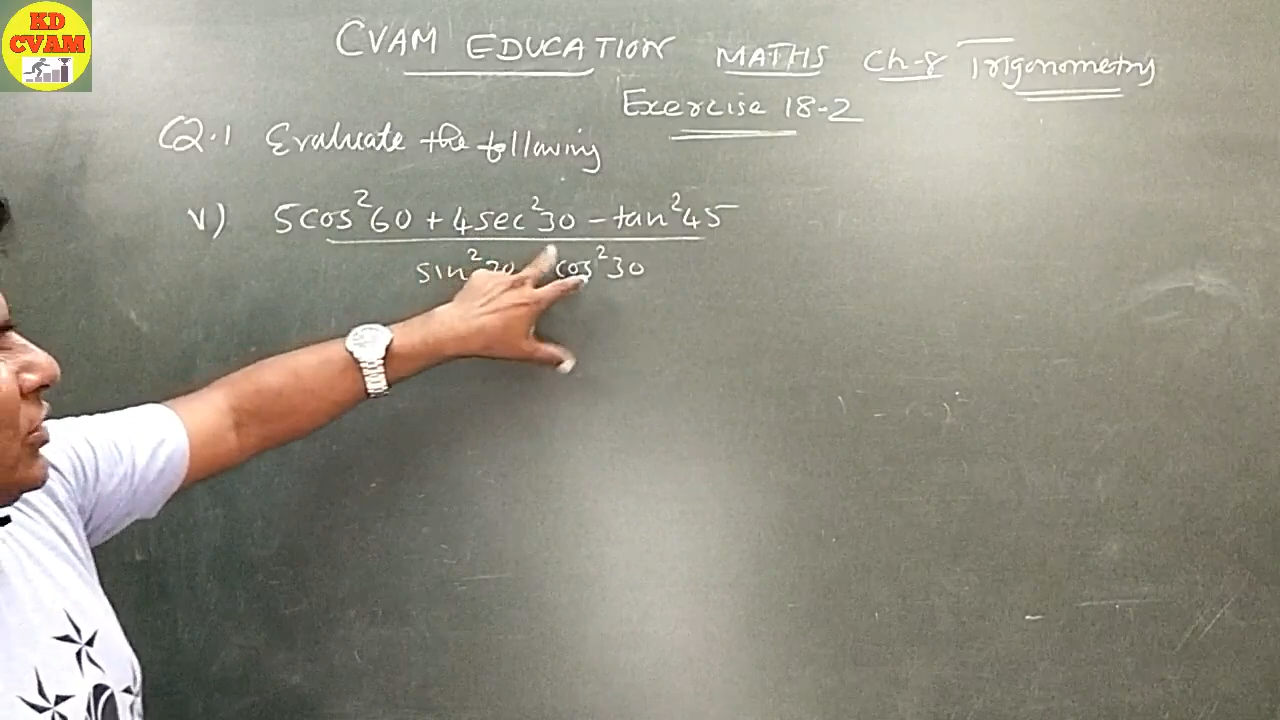 KD
CVAM
CVAM EDUCATION MATHS Ch-8 Trigonometry
Exercise 18-2
Q.1 Evaluate the following
v) 5cos²60 + 4sec²30 − tan²45
sin²30 cos²30